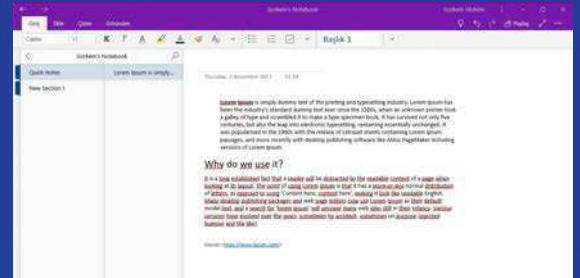 Gorkem's Notebook
Giriş Ekle Çizim Görünüm
Paylaş
Calibri 11 K T A Başlık 1
Gorkem's Notebook
Quick Notes
Lorem Ipsum is simply...
New Section 1
Thursday, 2 November 2017
Lorem Ipsum is simply dummy text of the printing and typesetting industry. Lorem Ipsum has
been the industry's standard dummy text ever since the 1500s, when an unknown printer took
a galley of type and scrambled it to make a type specimen book. It has survived not only five
centuries, but also the leap into electronic typesetting, remaining essentially unchanged. It
was popularised in the 1960s with the release of Letraset sheets containing Lorem Ipsum
passages, and more recently with desktop publishing software like Aldus PageMaker including
versions of Lorem Ipsum.
Why do we use it?
It is a long established fact that a reader will be distracted by the readable content of a page when
looking at its layout. The point of using Lorem Ipsum is that it has a more-or-less normal distribution
of letters, as opposed to using 'Content here, content here', making it look like readable English.
Many desktop publishing packages and web page editors now use Lorem Ipsum as their default
model text, and a search for 'lorem ipsum' will uncover many web sites still in their infancy. Various
versions have evolved over the years, sometimes by accident, sometimes on purpose (injected
humour and the like).